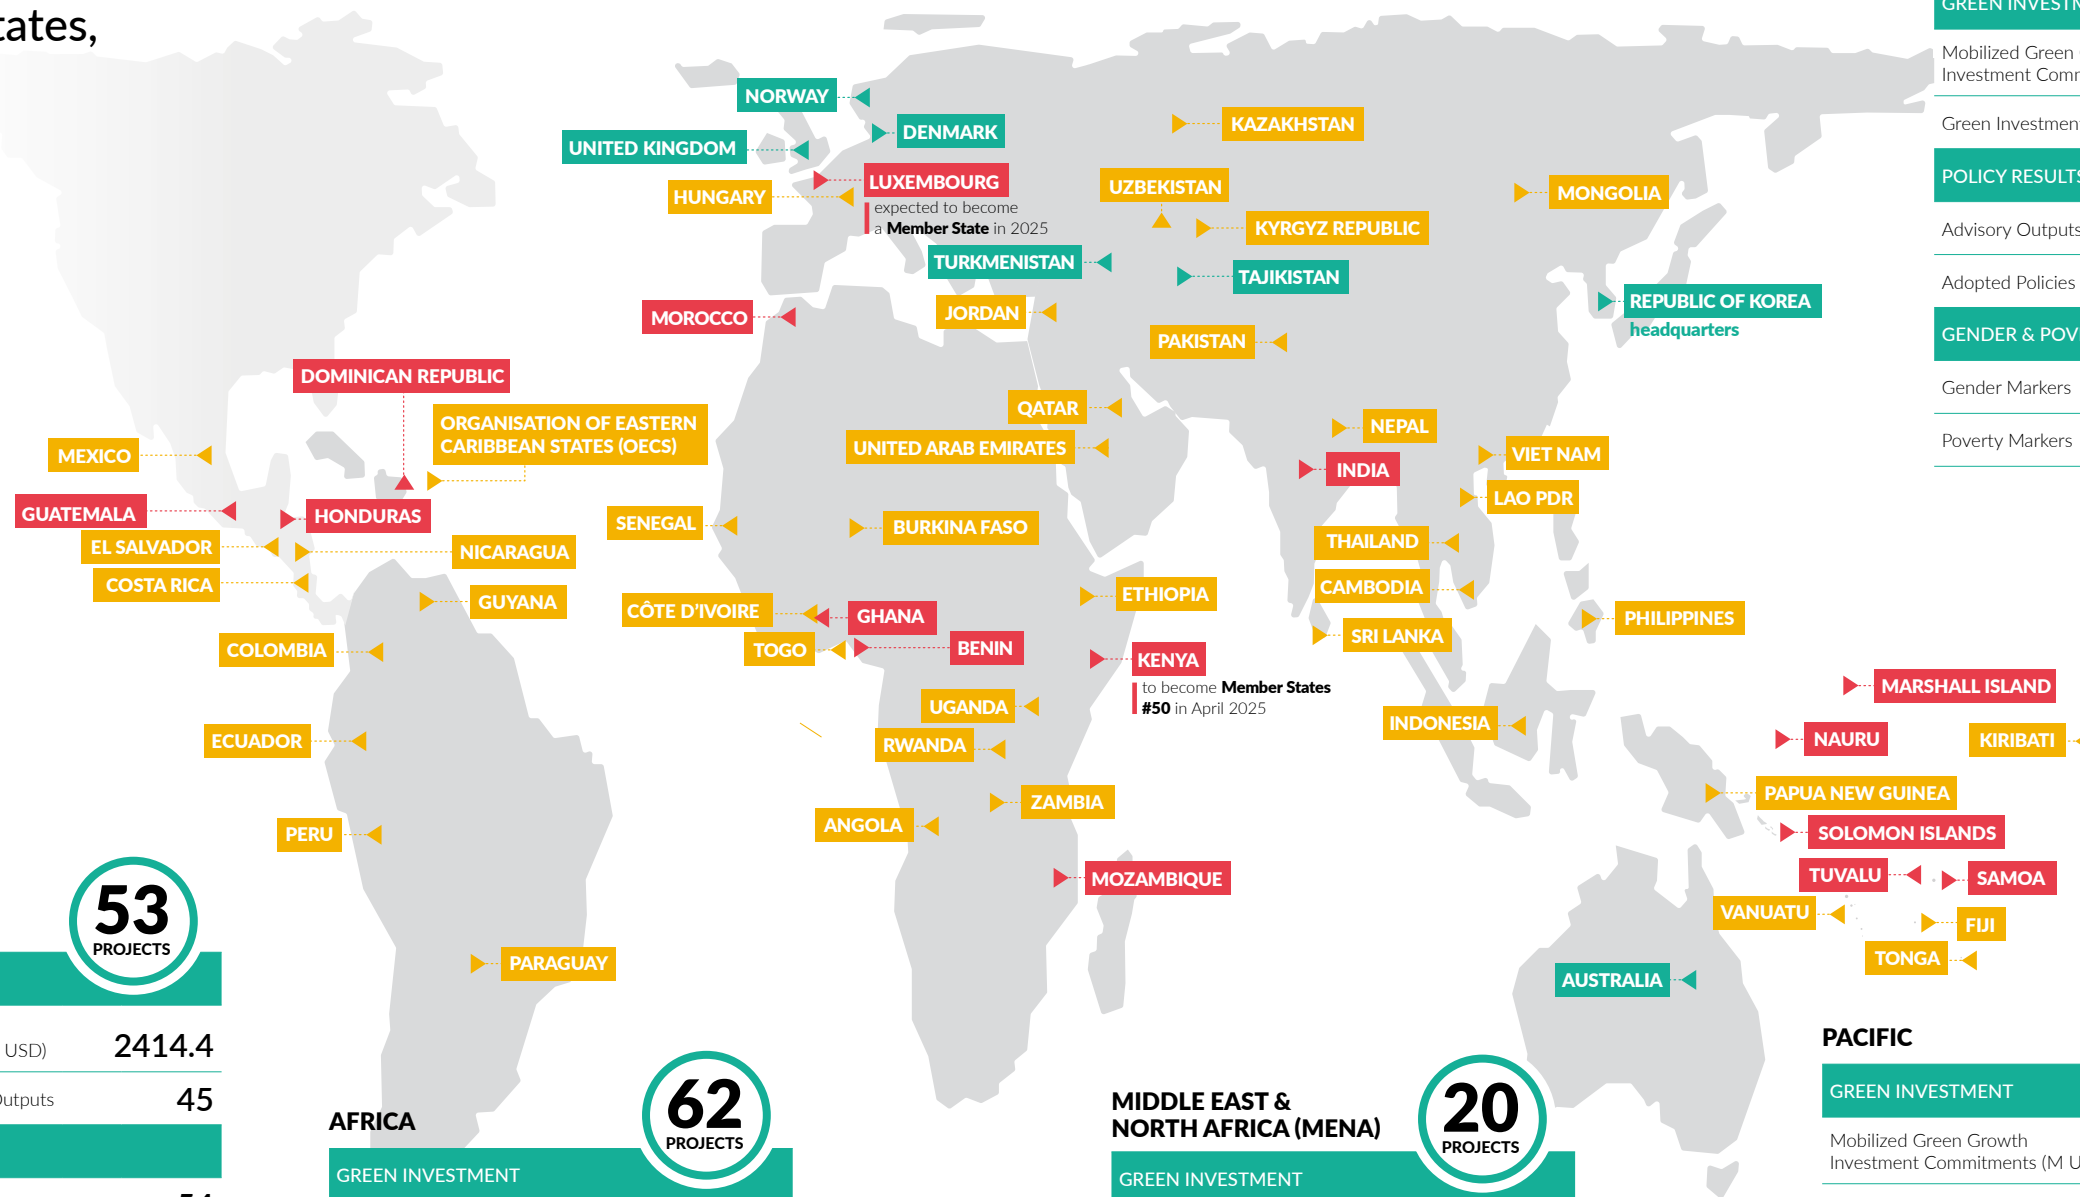 tates,
NORWAY
DENMARK
UNITED KINGDOM
LUXEMBOURG
expected to become
a Member State in 2025
HUNGARY
KAZAKHSTAN
UZBEKISTAN
KYRGYZ REPUBLIC
MONGOLIA
TURKMENISTAN
TAJIKISTAN
REPUBLIC OF KOREA
headquarters
MOROCCO
JORDAN
PAKISTAN
DOMINICAN REPUBLIC
ORGANISATION OF EASTERN
CARIBBEAN STATES (OECS)
MEXICO
GUATEMALA
HONDURAS
EL SALVADOR
NICARAGUA
COSTA RICA
GUYANA
COLOMBIA
ECUADOR
PERU
PARAGUAY
QATAR
UNITED ARAB EMIRATES
NEPAL
INDIA
VIET NAM
LAO PDR
THAILAND
CAMBODIA
SRI LANKA
PHILIPPINES
INDONESIA
SENEGAL
BURKINA FASO
ETHIOPIA
CÔTE D'IVOIRE
GHANA
TOGO
BENIN
KENYA
to become Member States
#50 in April 2025
UGANDA
RWANDA
ZAMBIA
ANGOLA
MOZAMBIQUE
MARSHALL ISLAND
NAURU
KIRIBATI
PAPUA NEW GUINEA
SOLOMON ISLANDS
TUVALU
SAMOA
VANUATU
FIJI
TONGA
AUSTRALIA
GREEN INVESTM
Mobilized Green
Investment Comm
Green Investment
POLICY RESULTS
Advisory Outputs
Adopted Policies
GENDER & POV
Gender Markers
Poverty Markers
53
PROJECTS
USD) 2414.4
Outputs 45
AFRICA
62
PROJECTS
GREEN INVESTMENT
MIDDLE EAST &
NORTH AFRICA (MENA)
20
PROJECTS
GREEN INVESTMENT
PACIFIC
GREEN INVESTMENT
Mobilized Green Growth
Investment Commitments (M U